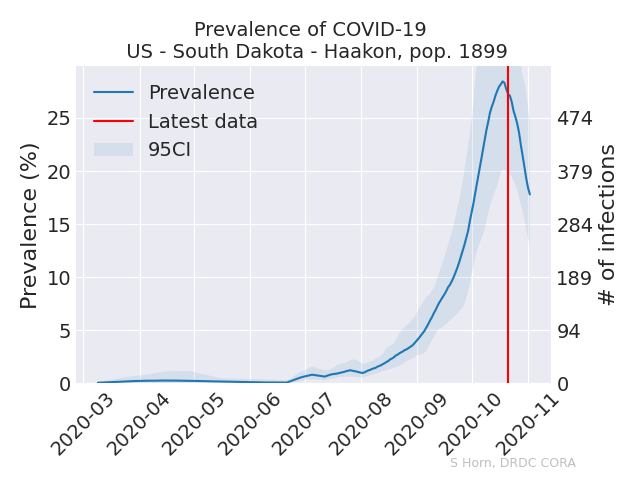 Prevalence of COVID-19
US - South Dakota - Haakon, pop. 1899
Prevalence
Latest data
95CI
Prevalence (%)
25
20
15
10
5
0
474
379
284
189
94
0
# of infections
2020-03
2020-04
2020-05
2020-06
2020-07
2020-08
2020-09
2020-10
2020-11
S Horn, DRDC CORA